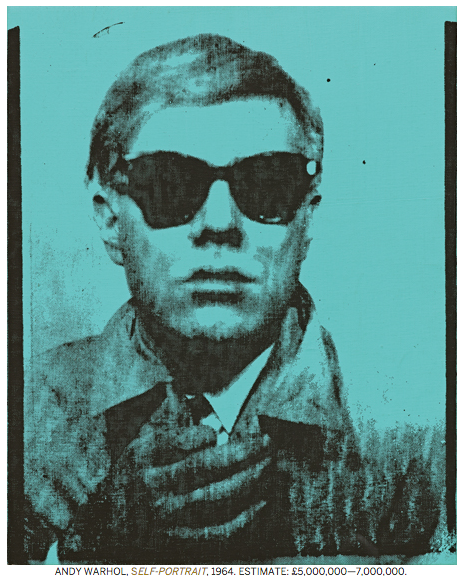 ANDY WARHOL, SELF-PORTRAIT, 1964. ESTIMATE: £5,000,000—7,000,000.